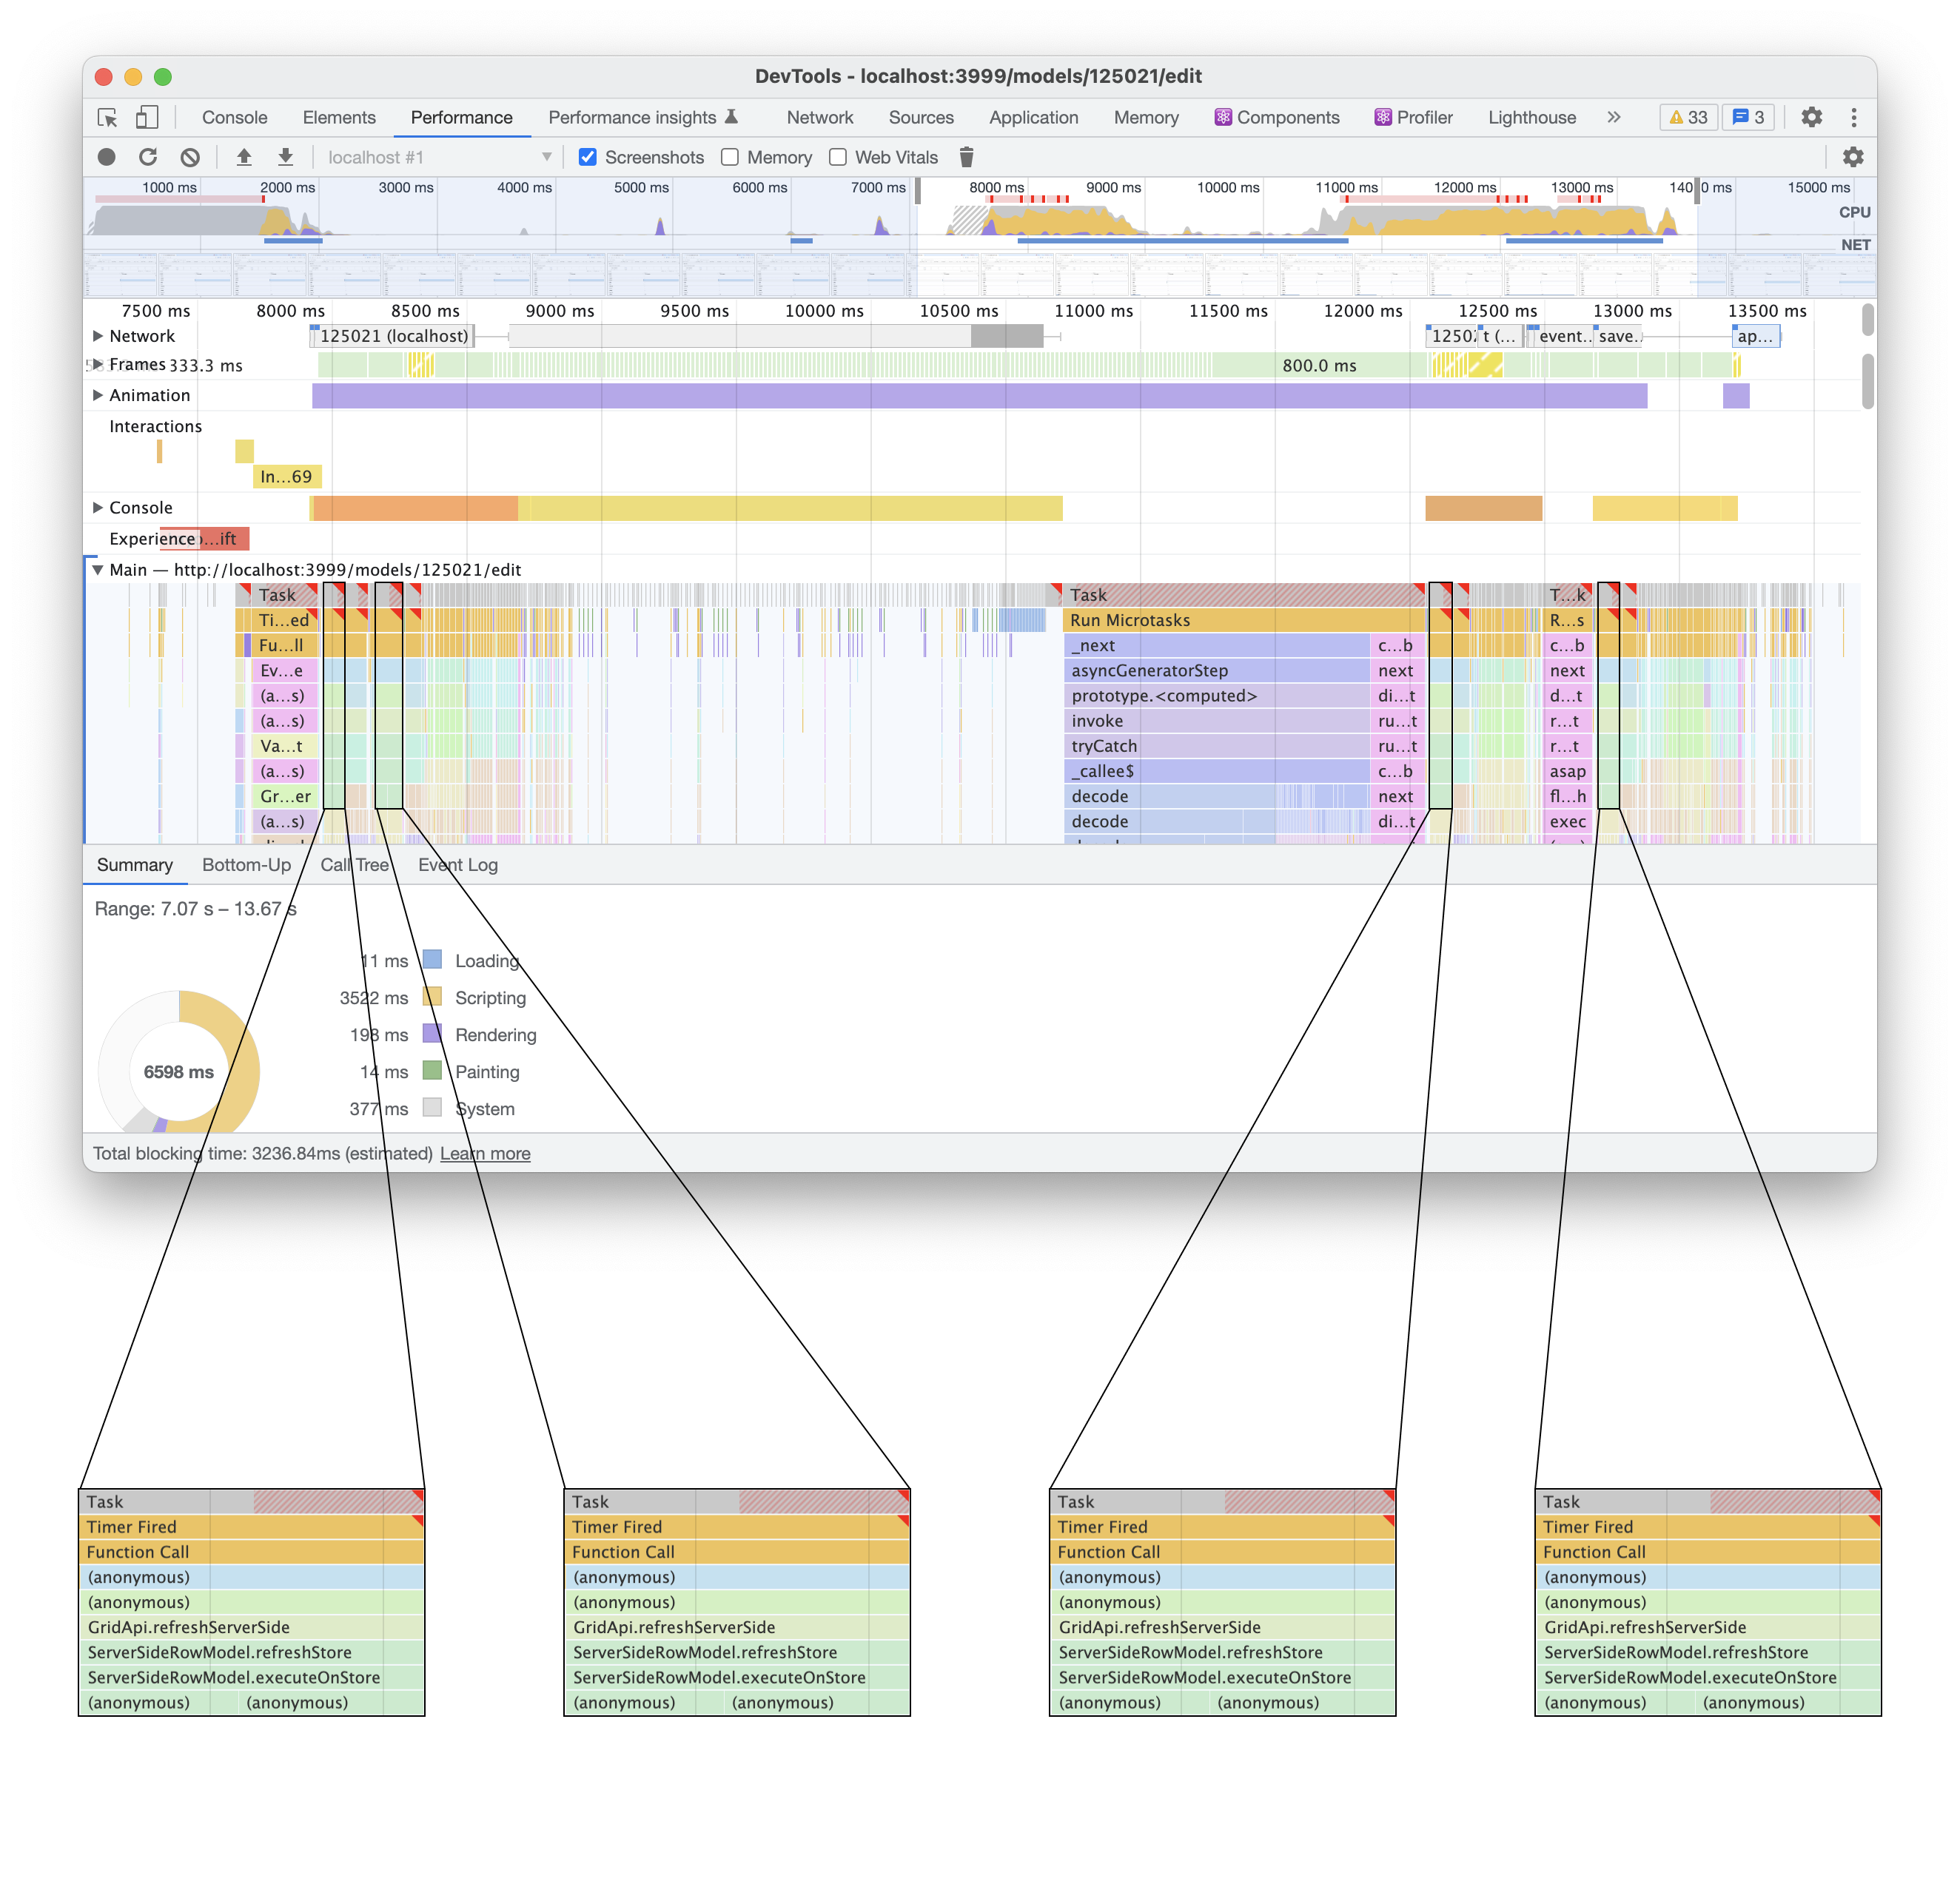 DevTools - localhost:3999/models/125021/edit
Console Elements Performance Performance insights Network Sources Application Memory Components Profiler Lighthouse 33 3
localhost #1 Screenshots Memory Web Vitals
1000 ms 2000 ms 3000 ms 4000 ms 5000 ms 6000 ms 7000 ms 8000 ms 9000 ms 10000 ms 11000 ms 12000 ms 13000 ms 15000 ms
CPU
NET
7500 ms 8000 ms 8500 ms 9000 ms 9500 ms 10000 ms 10500 ms 11000 ms 11500 ms 12000 ms 12500 ms 13000 ms 13500 ms
Network 125021 (localhost) t (… event… save… ap…
Frames 333.3 ms 800.0 ms
Animation
Interactions
In…69
Console
Experience …ift
Main — http://localhost:3999/models/125021/edit
Task Task T…k
Ti…ed Run Microtasks R…s
Fu…ll _next c…b c…b
Ev…e asyncGeneratorStep next next
(a…s) prototype.<computed> di…t d…t
(a…s) invoke ru…t r…t
Va…t tryCatch ru…t r…t
(a…s) _callee$ c…b asap
Gr…er decode next fl…h
(a…s) decode di…t exec
Summary Bottom-Up Call Tree Event Log
Range: 7.07 s – 13.67 s
11 ms Loading
3522 ms Scripting
198 ms Rendering
6598 ms 14 ms Painting
377 ms System
Total blocking time: 3236.84ms (estimated) Learn more
Task Task Task Task
Timer Fired Timer Fired Timer Fired Timer Fired
Function Call Function Call Function Call Function Call
(anonymous) (anonymous) (anonymous) (anonymous)
(anonymous) (anonymous) (anonymous) (anonymous)
GridApi.refreshServerSide GridApi.refreshServerSide GridApi.refreshServerSide GridApi.refreshServerSide
ServerSideRowModel.refreshStore ServerSideRowModel.refreshStore ServerSideRowModel.refreshStore ServerSideRowModel.refreshStore
ServerSideRowModel.executeOnStore ServerSideRowModel.executeOnStore ServerSideRowModel.executeOnStore ServerSideRowModel.executeOnStore
(anonymous) (anonymous) (anonymous) (anonymous) (anonymous) (anonymous) (anonymous) (anonymous)